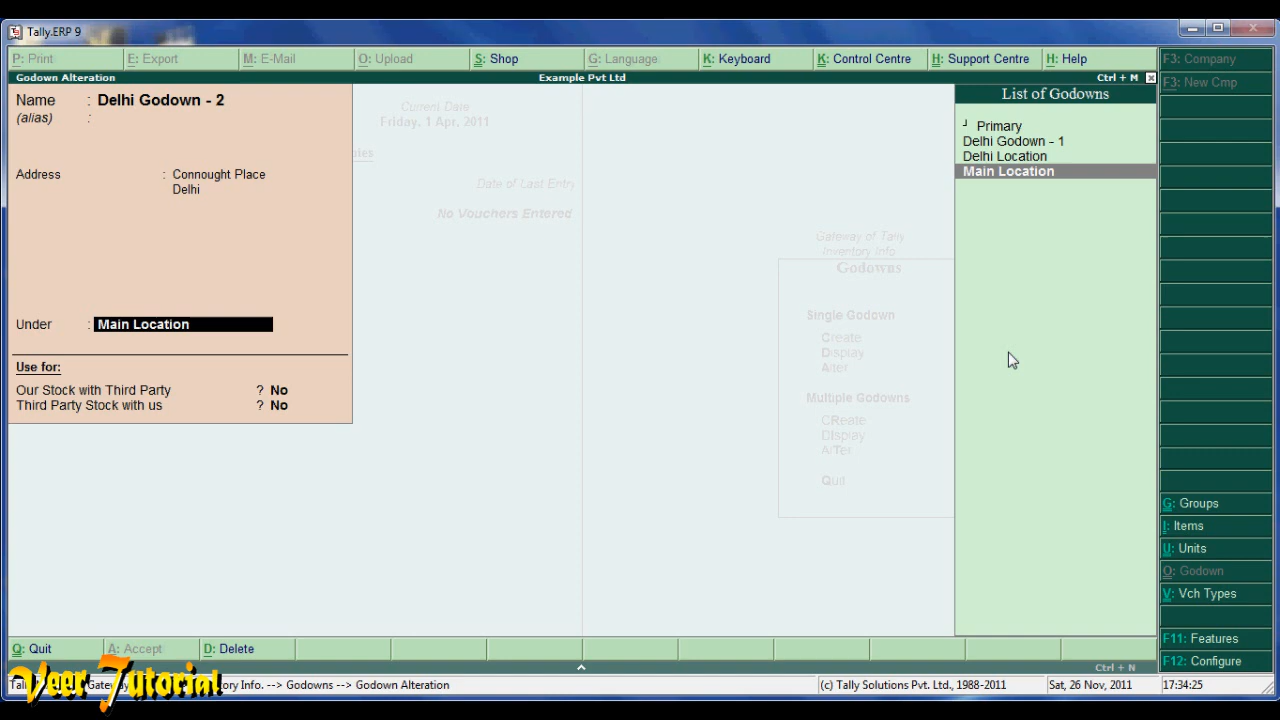 Tally.ERP 9
P: Print
E: Export
M: E-Mail
O: Upload
S: Shop
G: Language
K: Keyboard
K: Control Centre
H: Support Centre
H: Help
F3: Company
F3: New Cmp
Godown Alteration
Example Pvt Ltd
Ctrl + M
Name : Delhi Godown - 2
(alias) :
Address : Connought Place
Delhi
Under : Main Location
Use for:
Our Stock with Third Party ? No
Third Party Stock with us ? No
Current Date
Friday, 1 Apr, 2011
Date of Last Entry
No Vouchers Entered
Gateway of Tally
Inventory Info.
Godowns
Single Godown
Create
Display
Alter
Multiple Godowns
CReate
DIsplay
AlTer
Quit
List of Godowns
Primary
Delhi Godown - 1
Delhi Location
Main Location
G: Groups
I: Items
U: Units
O: Godown
V: Vch Types
F11: Features
F12: Configure
Q: Quit
A: Accept
D: Delete
Ctrl + N
Veer Tutorial
Info. --> Godowns --> Godown Alteration
(c) Tally Solutions Pvt. Ltd., 1988-2011
Sat, 26 Nov, 2011
17:34:25